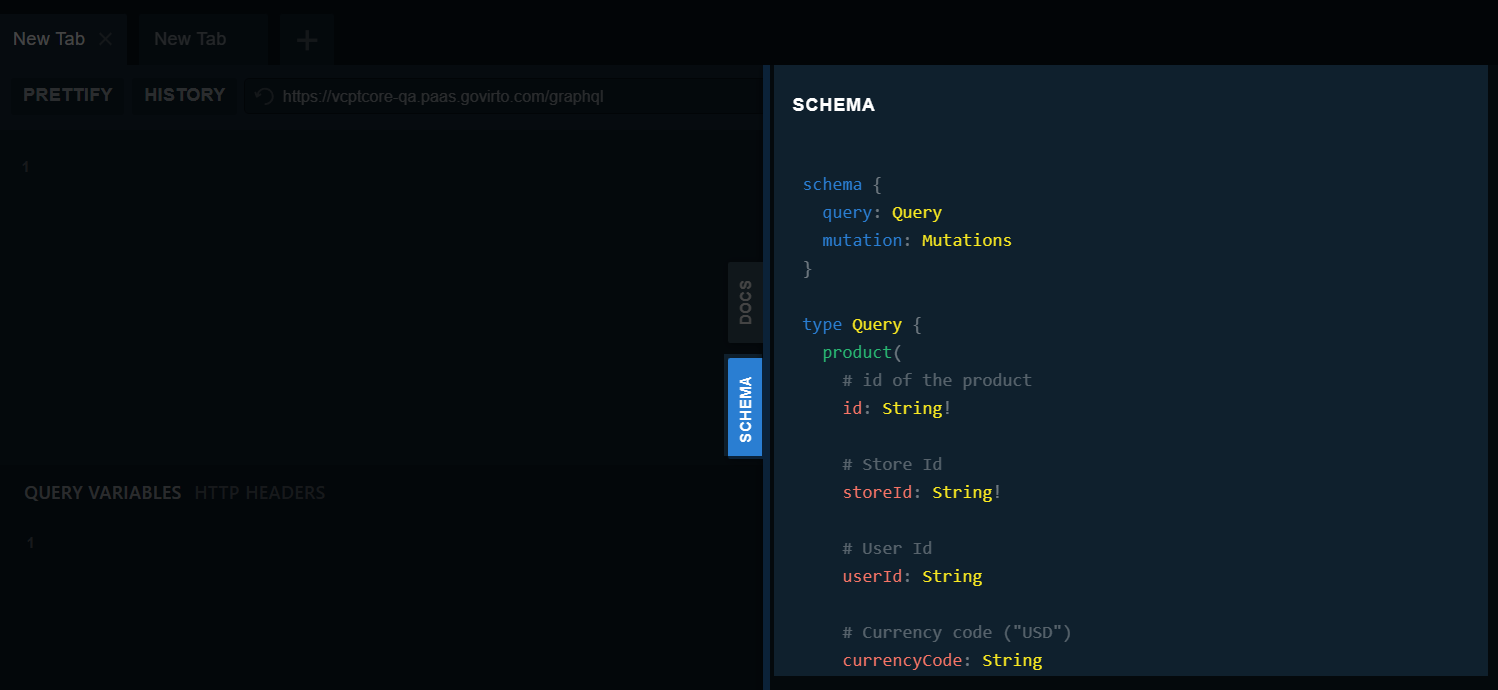 New Tab
New Tab
PRETTIFY
HISTORY
https://vcptcore-qa.paas.govirto.com/graphql
1
DOCS
SCHEMA
QUERY VARIABLES
HTTP HEADERS
1
SCHEMA
schema {
query: Query
mutation: Mutations
}
type Query {
product(
# id of the product
id: String!
# Store Id
storeId: String!
# User Id
userId: String
# Currency code ("USD")
currencyCode: String